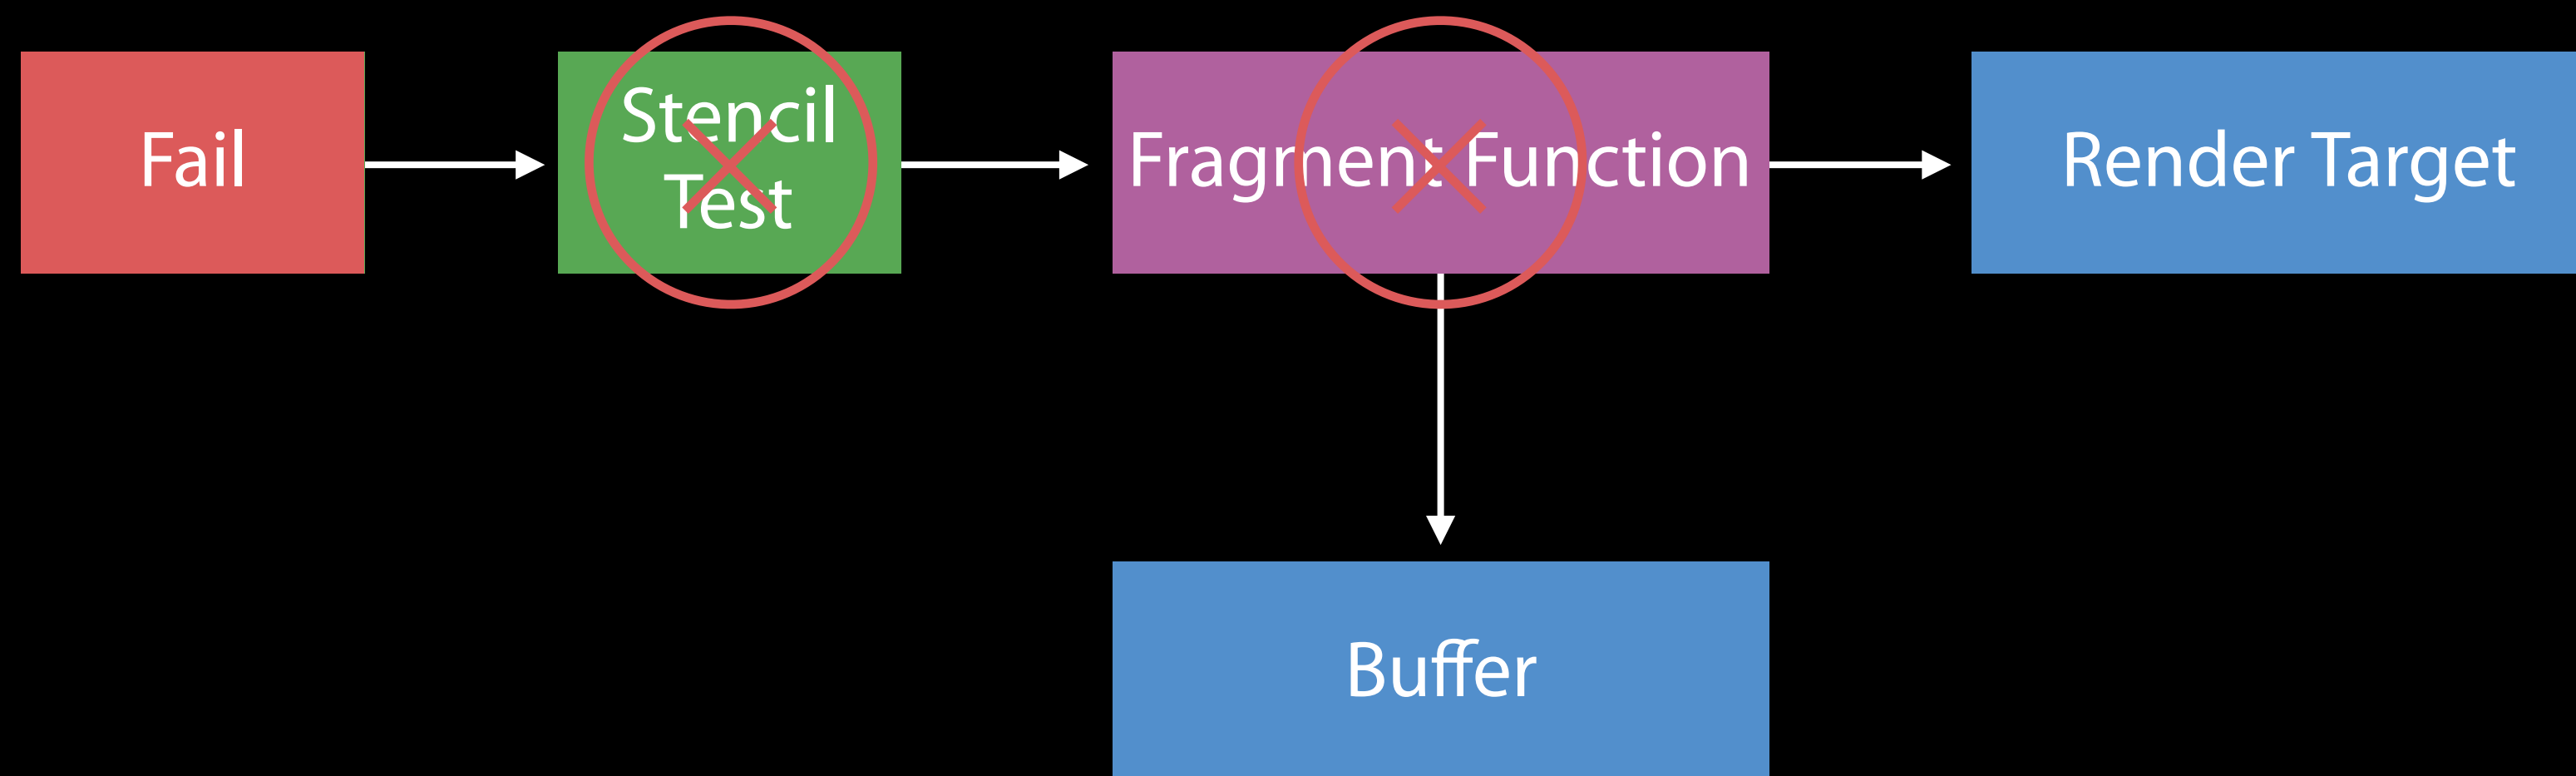 Fail
Stencil
Test
Fragment Function
Render Target
Buffer